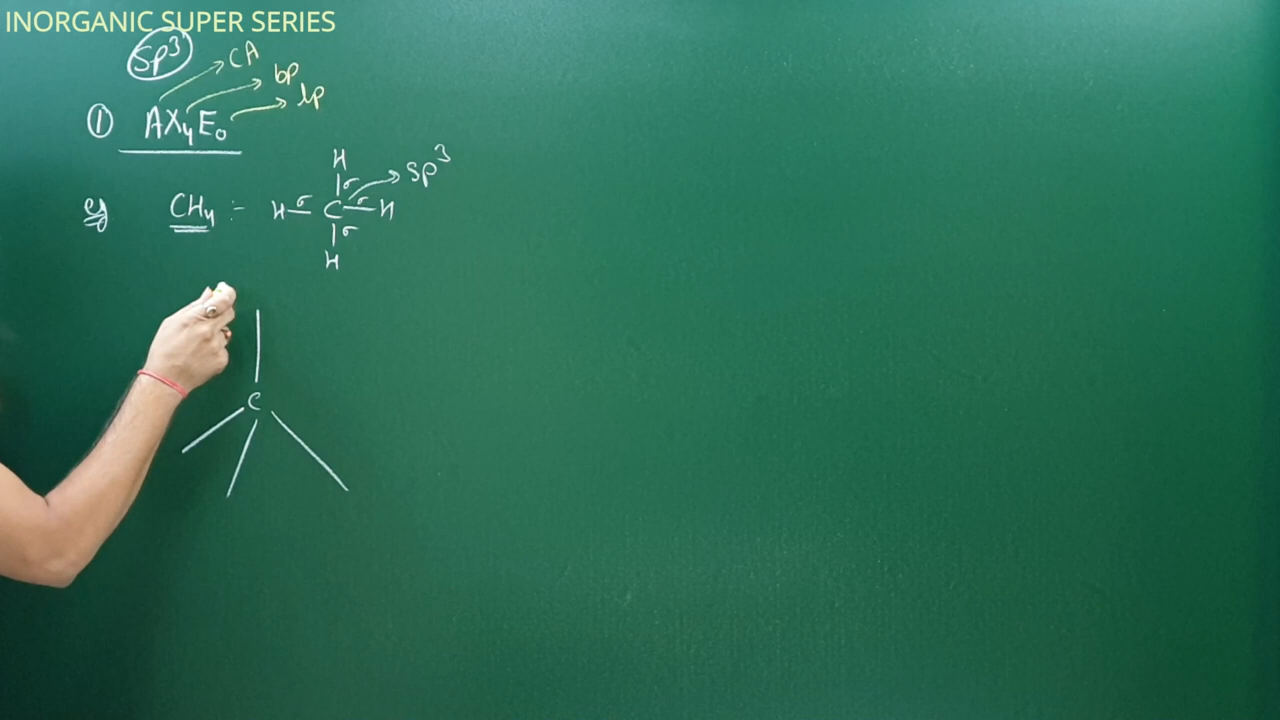 INORGANIC SUPER SERIES
sp³
CA
bp
lp
① AX₄E₀
H
sp³
σ
eg CH₄ :- H σ C σ H
σ
H
C